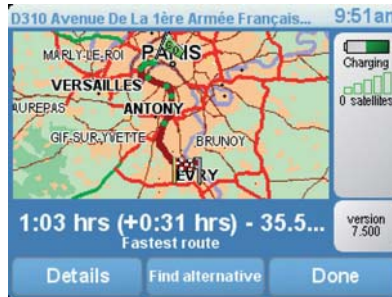 D310 Avenue De La 1ère Armée Français... 9:51am
MARLY-LE-ROI
PARIS
VERSAILLES
AUREPAS
ANTONY
GIF-SUR-YVETTE
BRUNOY
EVRY
Charging
0 satellites
1:03 hrs (+0:31 hrs) - 35.5...
Fastest route
version
7.500
Details
Find alternative
Done